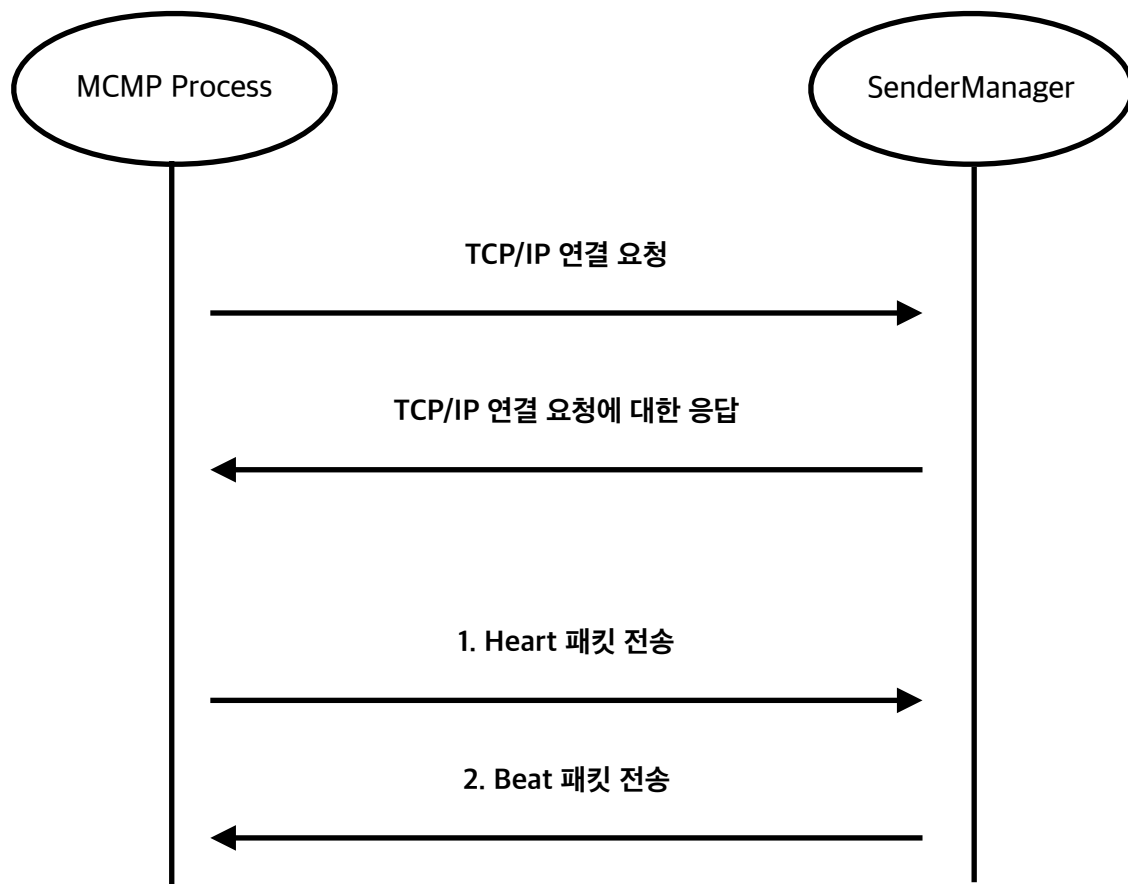 MCMP Process
SenderManager
TCP/IP 연결 요청
TCP/IP 연결 요청에 대한 응답
1. Heart 패킷 전송
2. Beat 패킷 전송